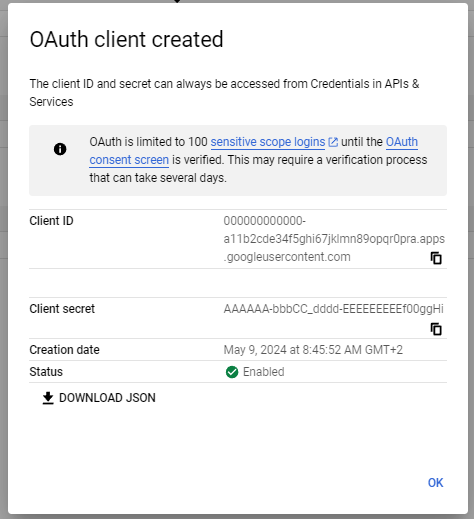 OAuth client created
The client ID and secret can always be accessed from Credentials in APIs &
Services
OAuth is limited to 100 sensitive scope logins until the OAuth
consent screen is verified. This may require a verification process
that can take several days.
Client ID
000000000000-
a11b2cde34f5ghi67jklmn89opqr0pra.apps
.googleusercontent.com
Client secret
AAAAAA-bbbCC_dddd-EEEEEEEEEf00ggHi
Creation date
May 9, 2024 at 8:45:52 AM GMT+2
Status
Enabled
DOWNLOAD JSON
OK